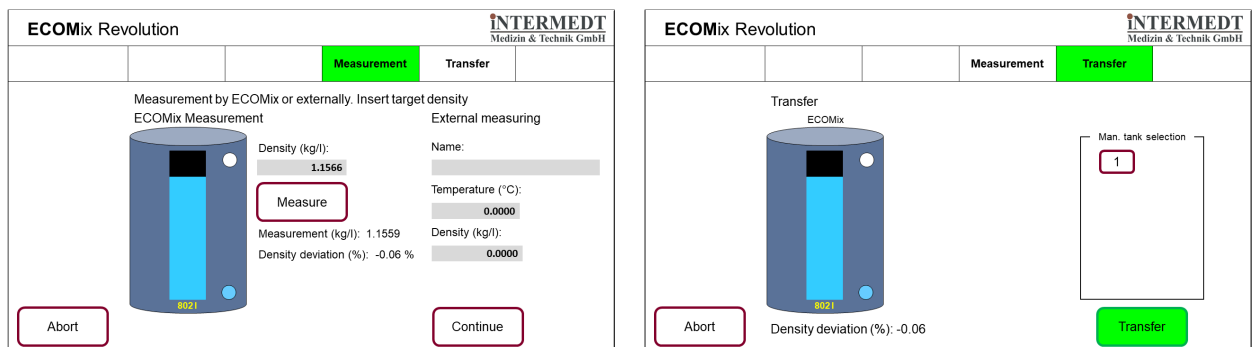 ECOMix Revolution
INTERMEDT
Medizin & Technik GmbH
Measurement
Transfer
Measurement by ECOMix or externally. Insert target density
ECOMix Measurement
External measuring
Density (kg/l):
1.1566
Measure
Measurement (kg/l): 1.1559
Density deviation (%): -0.06 %
Name:
Temperature (°C):
0.0000
Density (kg/l):
0.0000
802 l
Abort
Continue
ECOMix Revolution
INTERMEDT
Medizin & Technik GmbH
Measurement
Transfer
Transfer
ECOMix
Man. tank selection
1
802 l
Abort
Density deviation (%): -0.06
Transfer